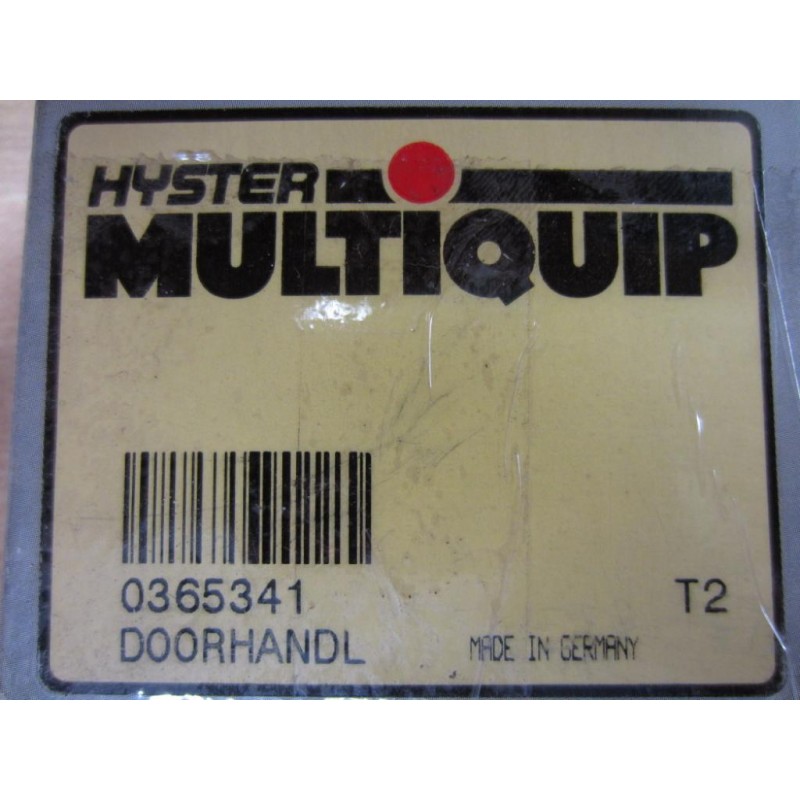 HYSTER
MULTIQUIP
0365341 T2
DOORHANDL MADE IN GERMANY